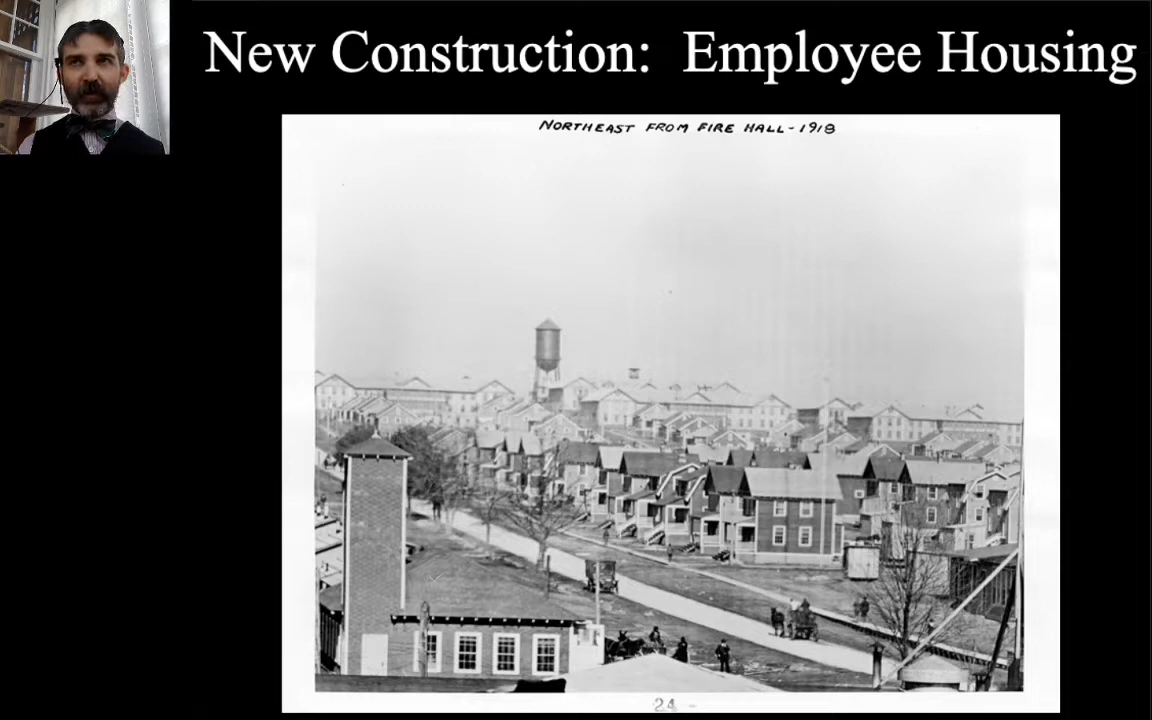 New Construction:  Employee Housing
NORTHEAST FROM FIRE HALL - 1918
24 -